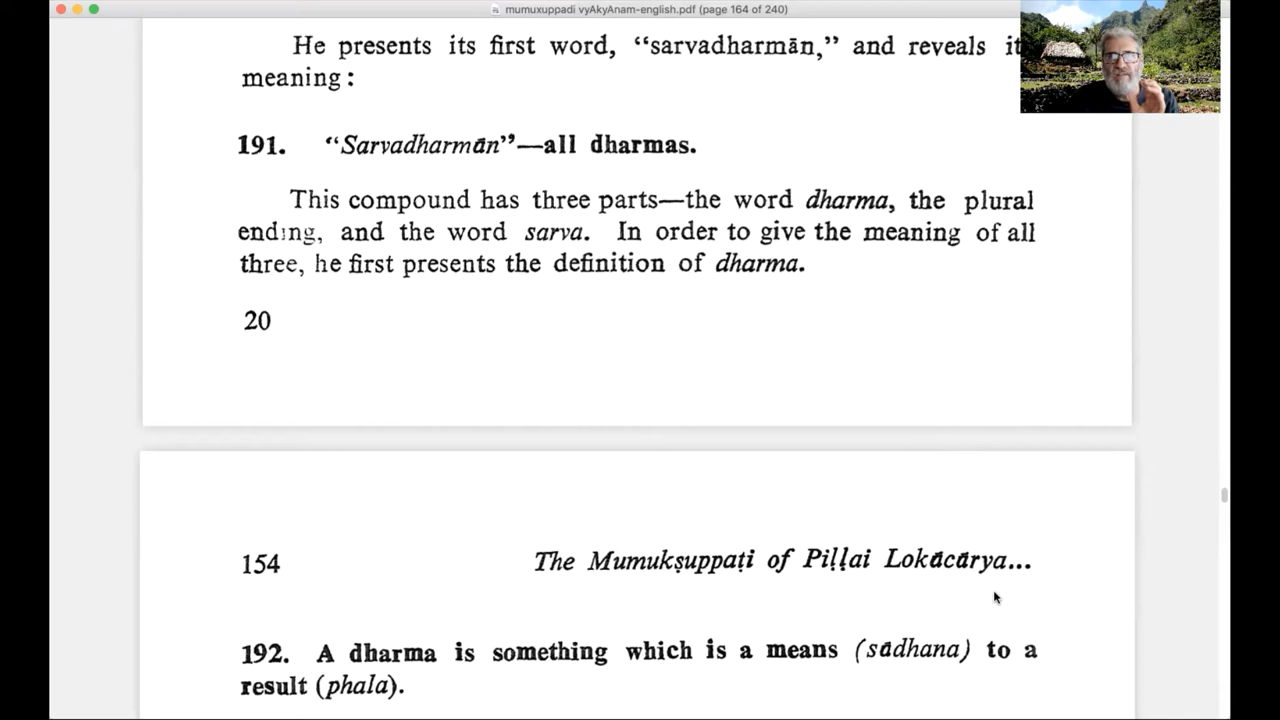 mumuxuppadi vyAkyAnam-english.pdf (page 164 of 240)
He presents its first word, “sarvadharmān,” and reveals it
meaning:
191. “Sarvadharmān”—all dharmas.
This compound has three parts—the word dharma, the plural
ending, and the word sarva. In order to give the meaning of all
three, he first presents the definition of dharma.
20
154 The Mumukṣuppaṭi of Piḷḷai Lokācārya...
192. A dharma is something which is a means (sādhana) to a
result (phala).